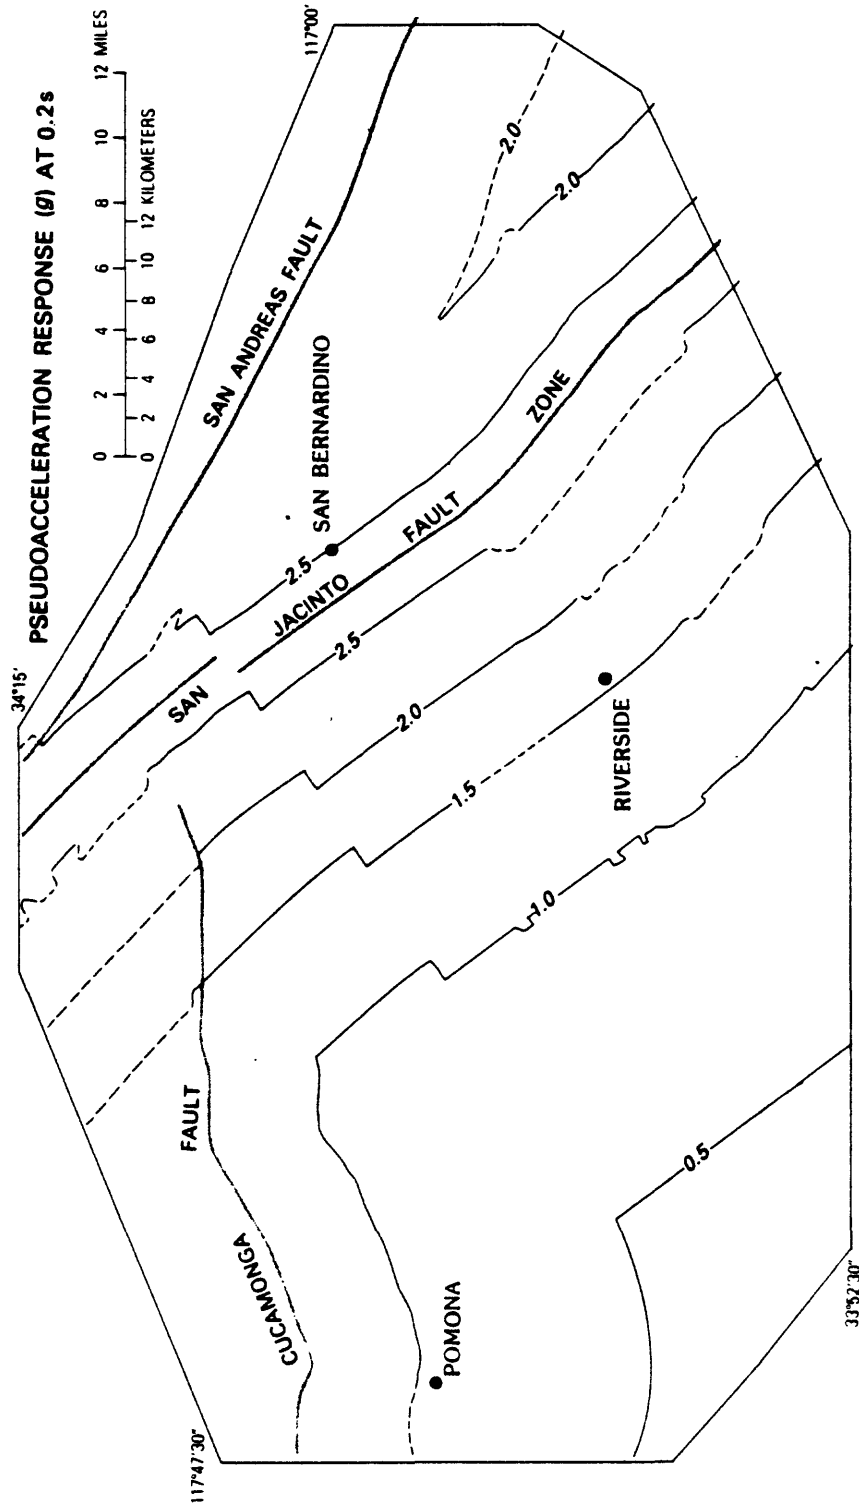 PSEUDOACCELERATION RESPONSE (g) AT 0.2s
0 2 4 6 8 10 12 MILES
0 2 4 6 8 10 12 KILOMETERS
34°15'
117°00'
117°47'30"
33°52'30"
SAN ANDREAS FAULT
SAN BERNARDINO
SAN JACINTO FAULT ZONE
CUCAMONGA FAULT
RIVERSIDE
POMONA
2.5
2.5
2.0
2.0
2.0
1.5
1.0
0.5